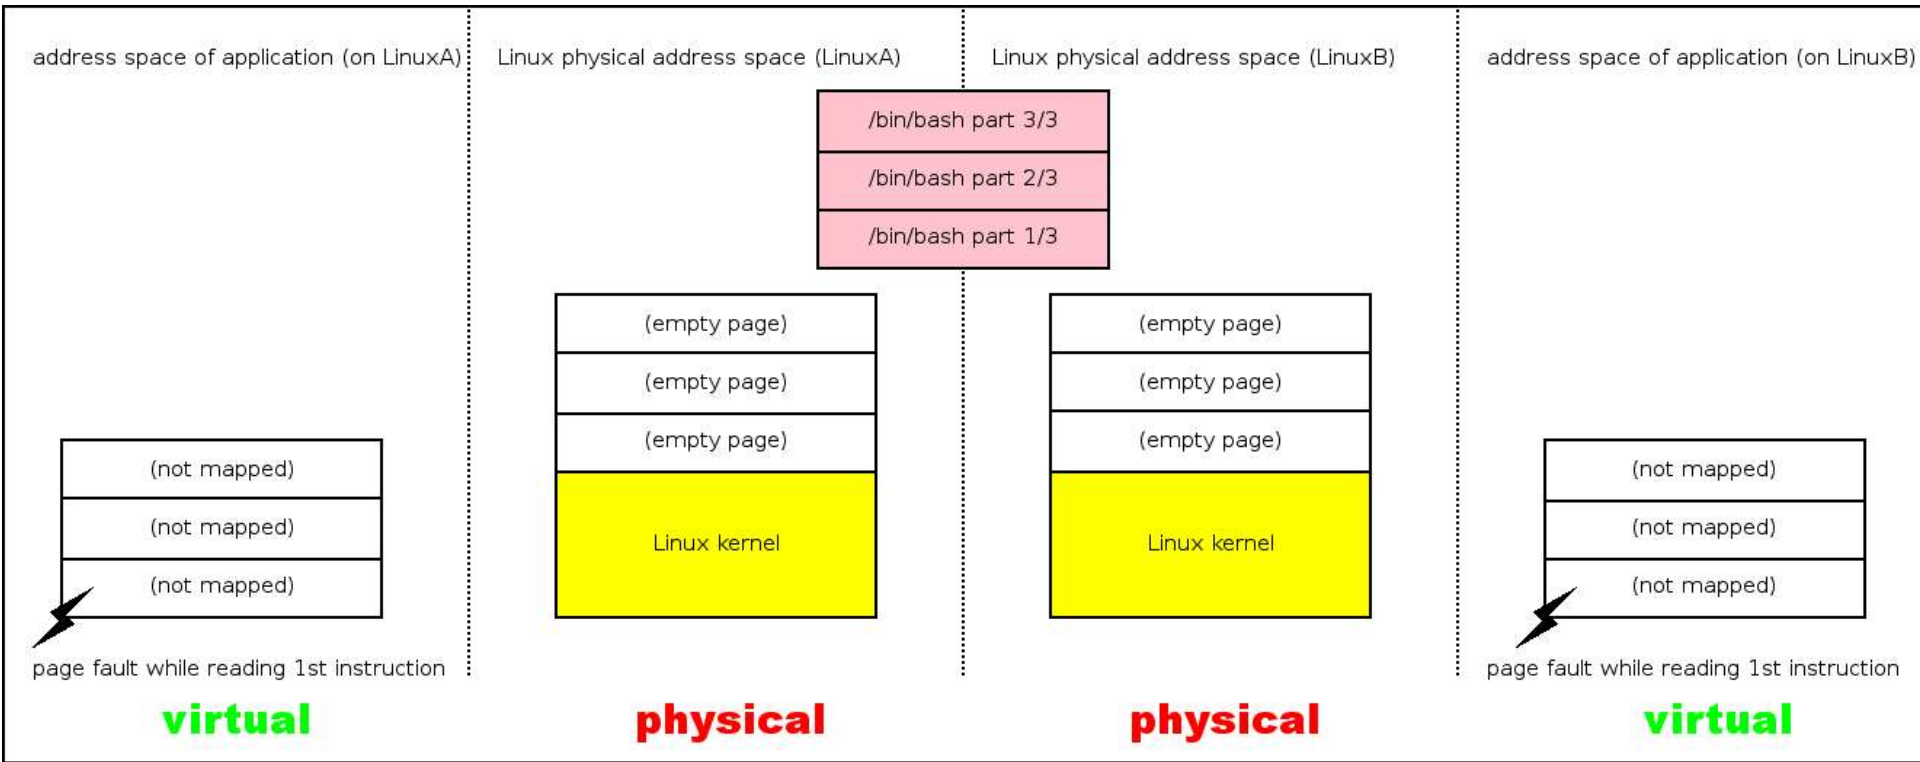 address space of application (on LinuxA)
Linux physical address space (LinuxA)
Linux physical address space (LinuxB)
address space of application (on LinuxB)
/bin/bash part 3/3
/bin/bash part 2/3
/bin/bash part 1/3
(empty page)
(empty page)
(empty page)
(empty page)
(empty page)
(empty page)
(not mapped)
(not mapped)
(not mapped)
(not mapped)
Linux kernel
Linux kernel
(not mapped)
(not mapped)
page fault while reading 1st instruction
page fault while reading 1st instruction
virtual
physical
physical
virtual